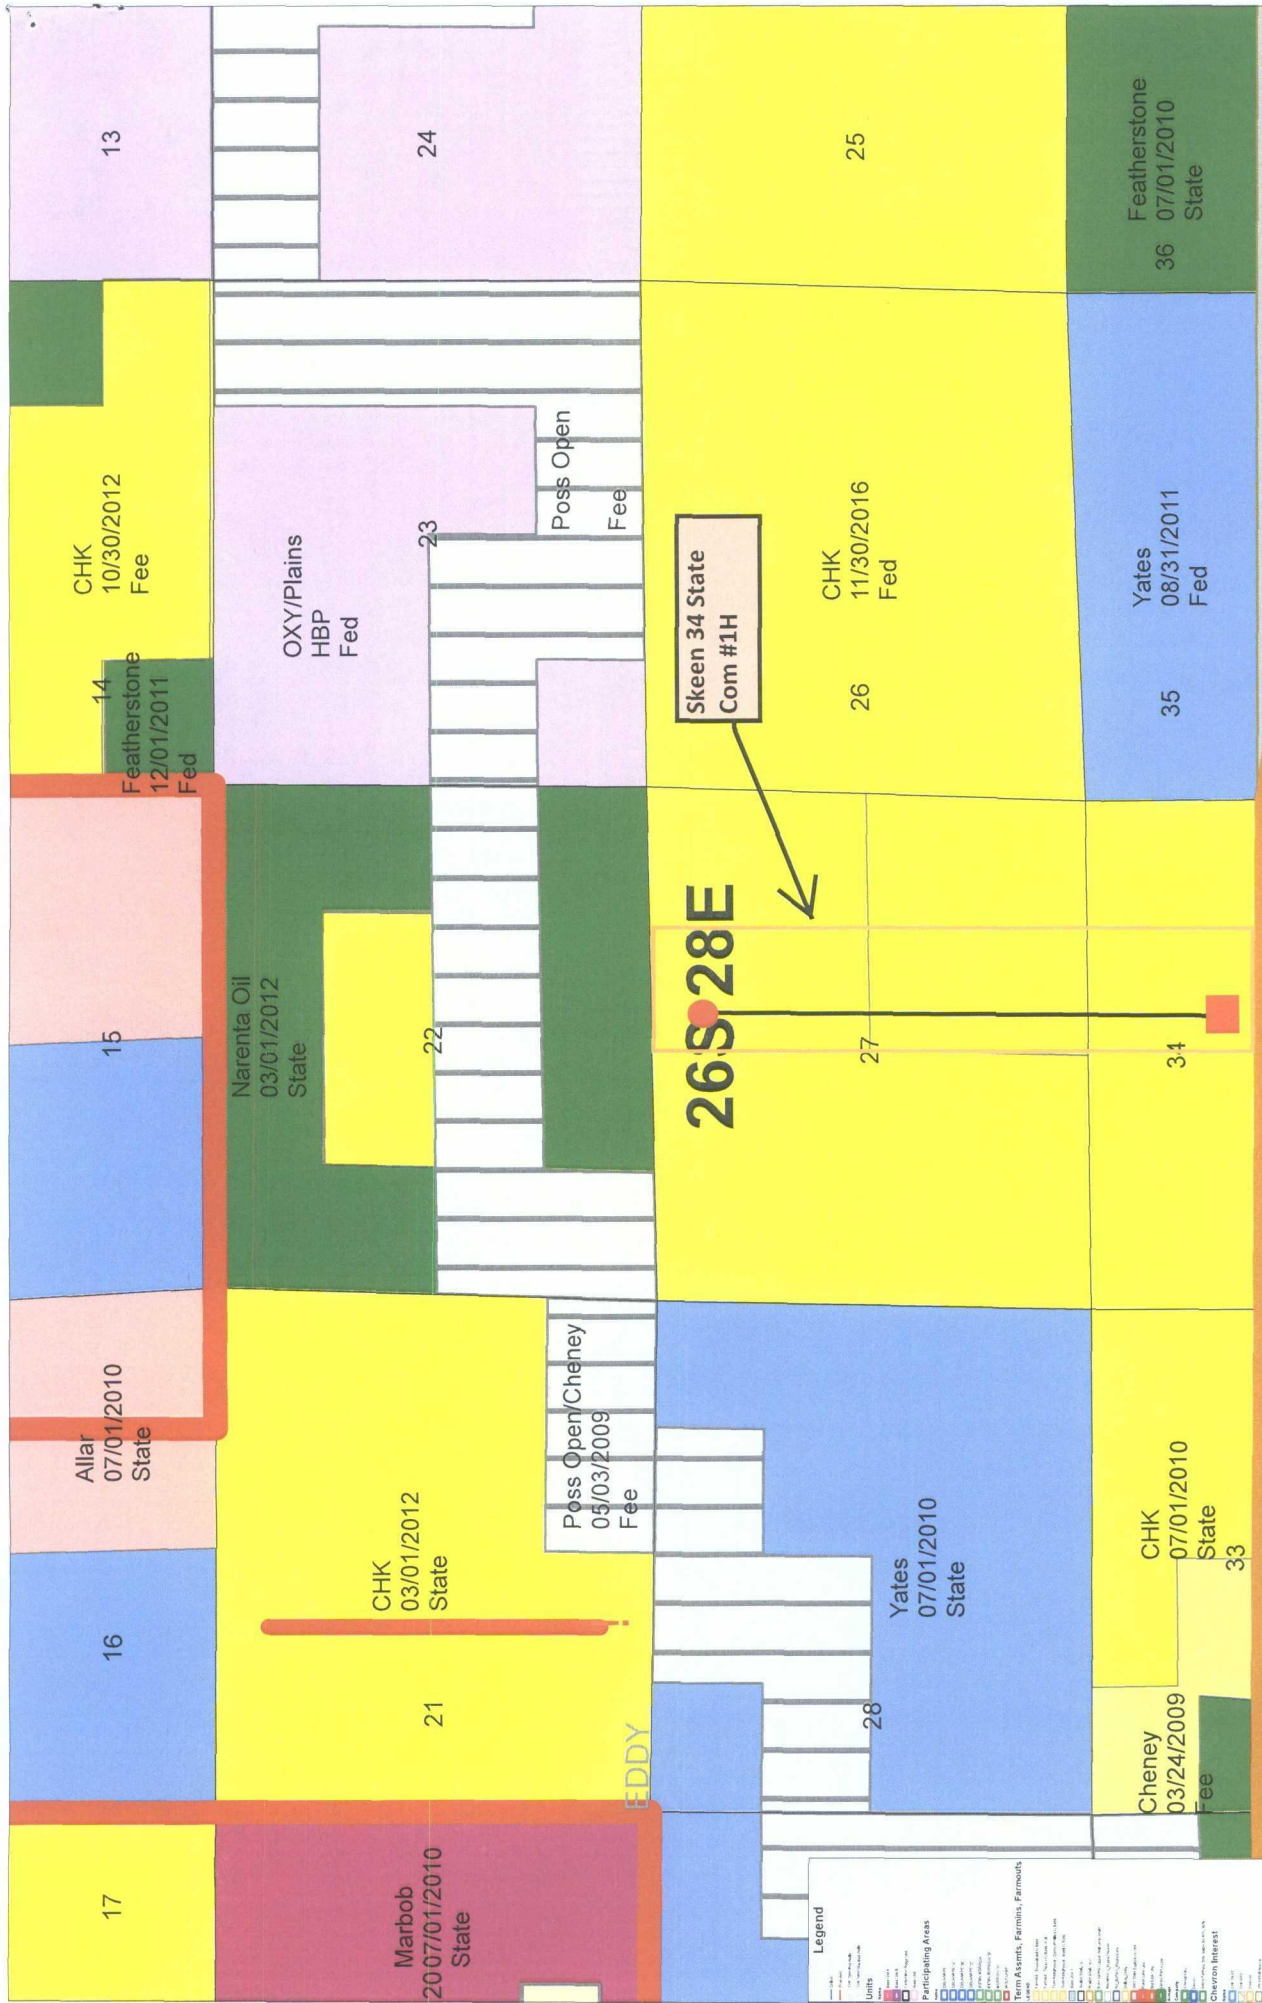 13
24
25
Featherstone
36 07/01/2010
State
CHK
10/30/2012
Fee
14
Featherstone
12/01/2011
Fed
OXY/Plains
HBP
Fed
23
Poss Open
Fee
Skeen 34 State
Com #1H
CHK
11/30/2016
Fed
26
Yates
08/31/2011
Fed
35
15
Narenta Oil
03/01/2012
State
22
26S 28E
27
34
Allar
07/01/2010
State
16
CHK
03/01/2012
State
21
Poss Open/Cheney
05/03/2009
Fee
EDDY
Yates
07/01/2010
State
28
CHK
07/01/2010
State
33
Cheney
03/24/2009
Fee
17
Marbob
2007/01/2010
State
Legend
Units
Participating Areas
Term Assmts, Farmins, Farmouts
Chevron Interest